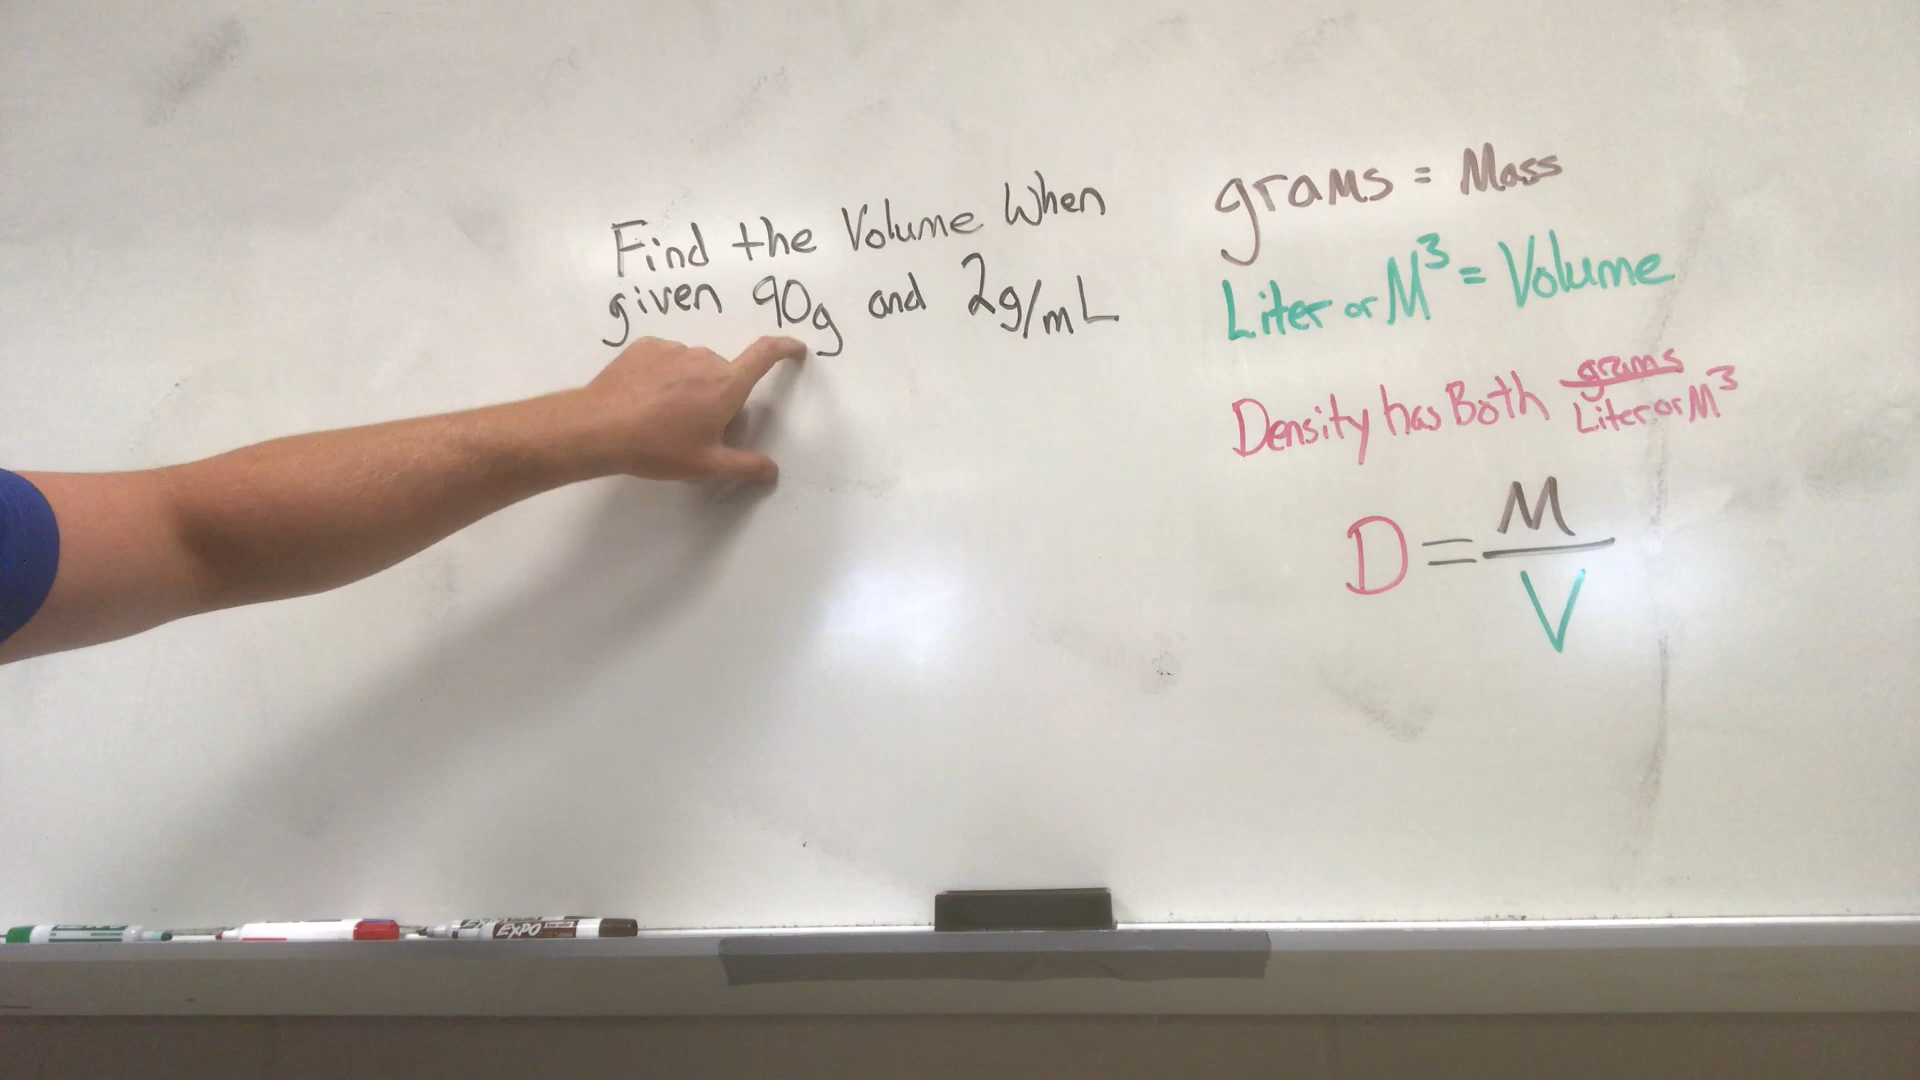 Find the Volume When
given 90g and 2g/mL
grams = Mass
Liter or M³ = Volume
Density has Both grams
Liter or M³
D = M
V
EXPO